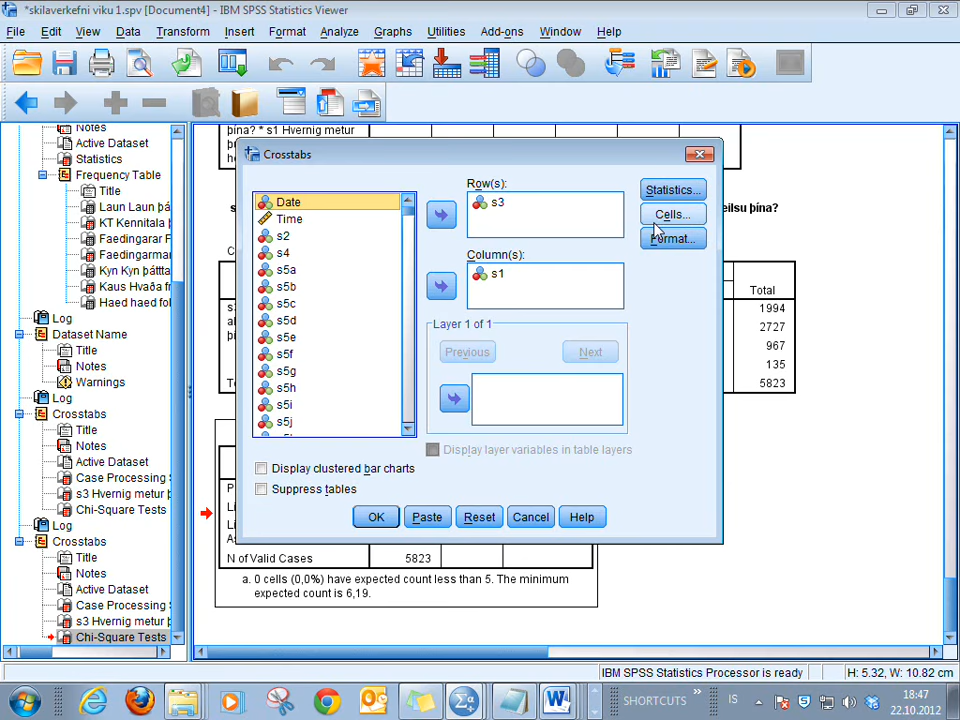 *skilaverkefni viku 1.spv [Document4] - IBM SPSS Statistics Viewer
File Edit View Data Transform Insert Format Analyze Graphs Utilities Add-ons Window Help
Notes
Active Dataset
Statistics
Frequency Table
Title
Laun Laun þá
KT Kennitala þ
Faedingarar F
Faedingarmar
Kyn Kyn þátta
Kaus Hvaða f
Haed haed fol
Log
Dataset Name
Title
Notes
Warnings
Log
Crosstabs
Title
Notes
Active Dataset
Case Processing S
s3 Hvernig metur þ
Chi-Square Tests
Log
Crosstabs
Title
Notes
Active Dataset
Case Processing
s3 Hvernig metur þ
Chi-Square Tests
þína? * s1 Hvernig metur
eilsu þína?
Total
1994
2727
967
135
5823
Crosstabs
Date
Time
s2
s4
s5a
s5b
s5c
s5d
s5e
s5f
s5g
s5h
s5i
s5j
Row(s):
s3
Column(s):
s1
Layer 1 of 1
Previous Next
Display layer variables in table layers
Statistics...
Cells...
Format...
Display clustered bar charts
Suppress tables
OK Paste Reset Cancel Help
N of Valid Cases 5823
a. 0 cells (0,0%) have expected count less than 5. The minimum
expected count is 6,19.
IBM SPSS Statistics Processor is ready H: 5.32, W: 10.82 cm
SHORTCUTS » IS
18:47
22.10.2012